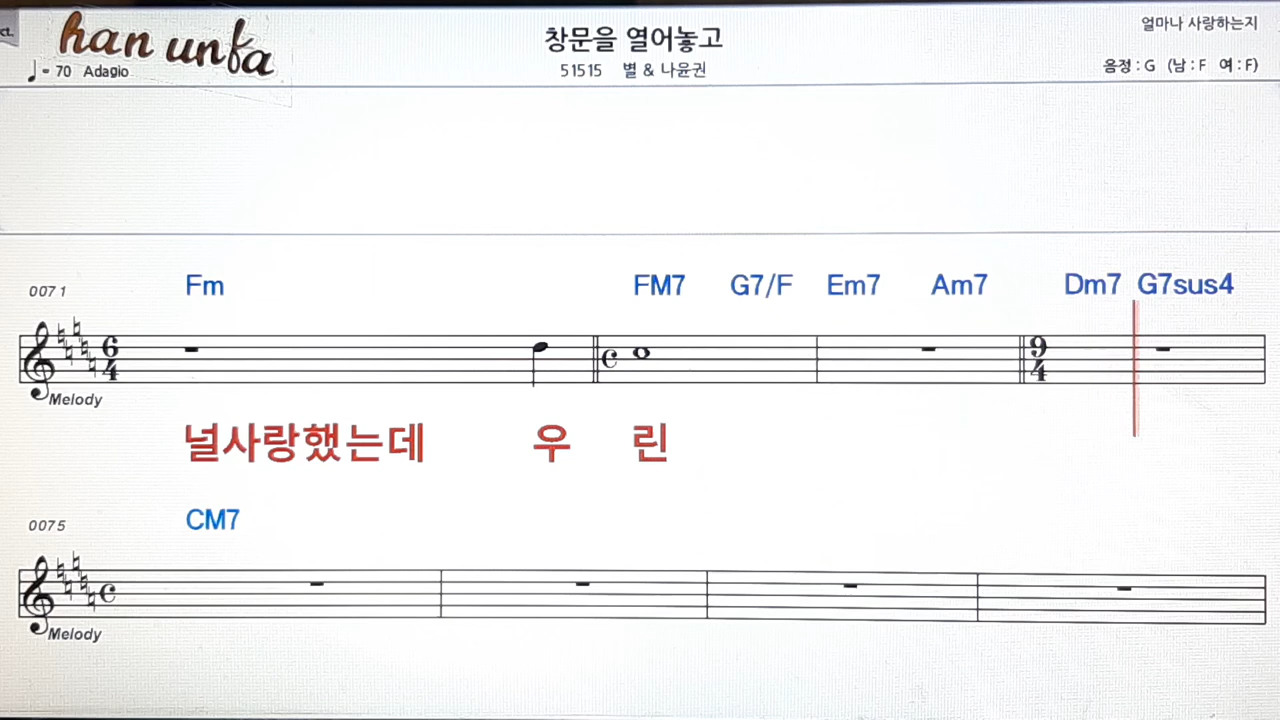 ct.
han unfa
♩= 70 Adagio
창문을 열어놓고
51515 별 & 나윤권
얼마나 사랑하는지
음정 : G (남 : F 여 : F)
0071
Fm FM7 G7/F Em7 Am7 Dm7 G7sus4
6 4 9 4
Melody
널사랑했는데 우 린
0075
CM7
Melody